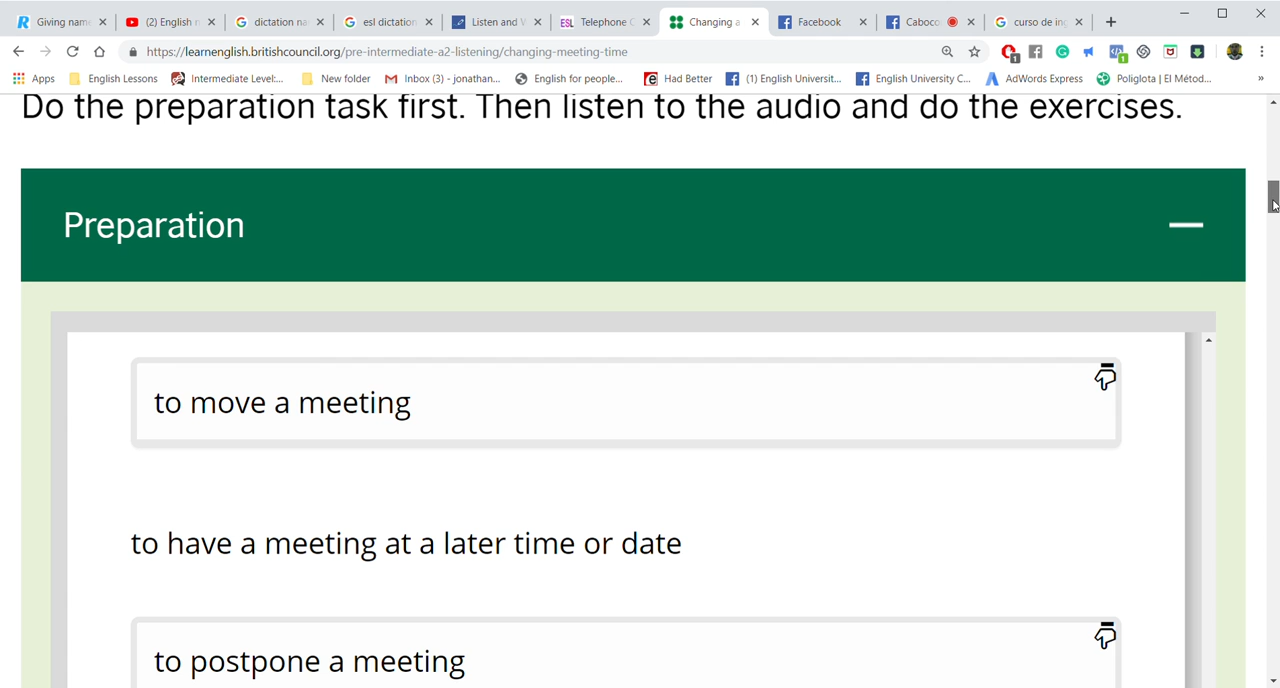 Giving name
(2) English n
dictation na
esl dictation
Listen and V
ESL Telephone C
Changing a
Facebook
Caboco
curso de ing
https://learnenglish.britishcouncil.org/pre-intermediate-a2-listening/changing-meeting-time
Apps
English Lessons
Intermediate Level:...
New folder
Inbox (3) - jonathan...
English for people...
Had Better
(1) English Universit...
English University C...
AdWords Express
Poliglota | El Métod...
»
Do the preparation task first. Then listen to the audio and do the exercises.
Preparation
to move a meeting
to have a meeting at a later time or date
to postpone a meeting